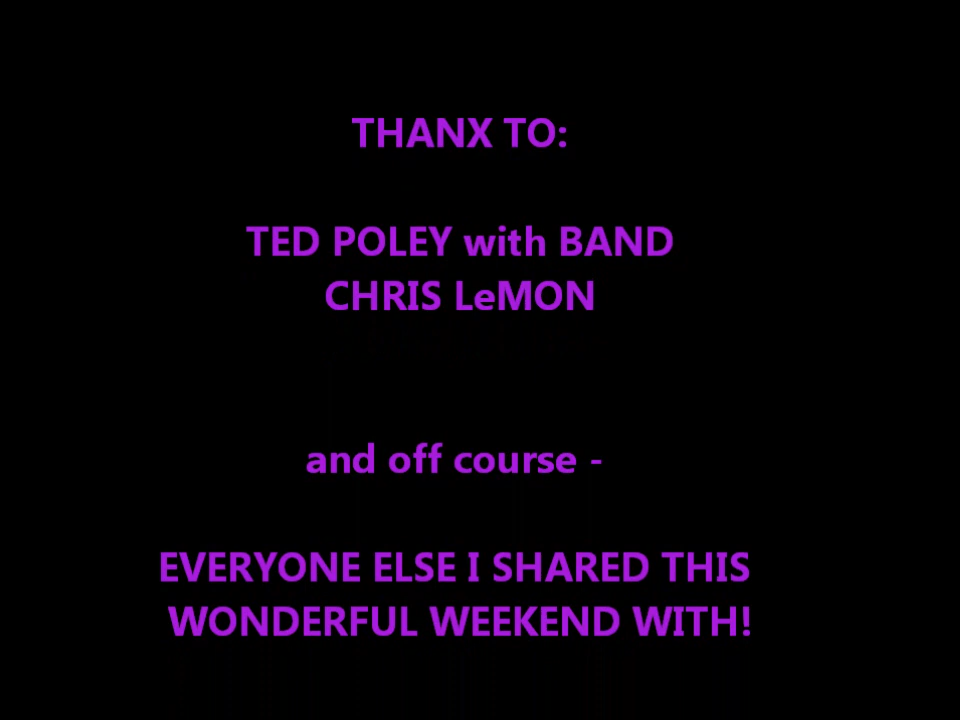 THANX TO:
TED POLEY with BAND
CHRIS LeMON
and off course -
EVERYONE ELSE I SHARED THIS
WONDERFUL WEEKEND WITH!